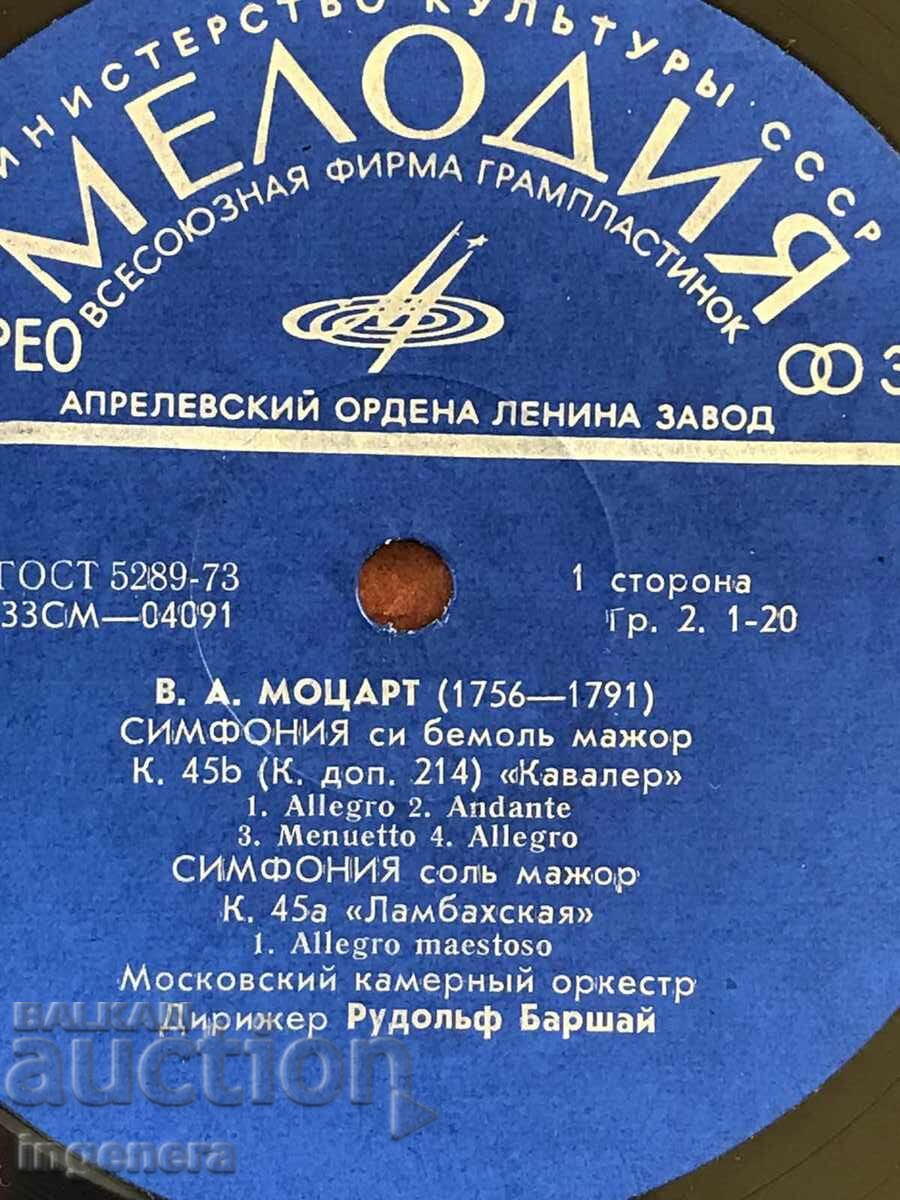 ИНИСТЕРСТВО КУЛЬТУРЫ СССР
МЕЛОДИЯ
ВСЕСОЮЗНАЯ ФИРМА ГРАМПЛАСТИНОК
РЕО
АПРЕЛЕВСКИЙ ОРДЕНА ЛЕНИНА ЗАВОД
ГОСТ 5289-73
33СМ—04091
1 сторона
Гр. 2. 1-20
В. А. МОЦАРТ (1756—1791)
СИМФОНИЯ си бемоль мажор
К. 45b (К. доп. 214) «Кавалер»
1. Allegro 2. Andante
3. Menuetto 4. Allegro
СИМФОНИЯ соль мажор
К. 45а «Ламбахская»
1. Allegro maestoso
Московский камерный оркестр
Дирижер Рудольф Баршай
BALKAN
auction
ingenera